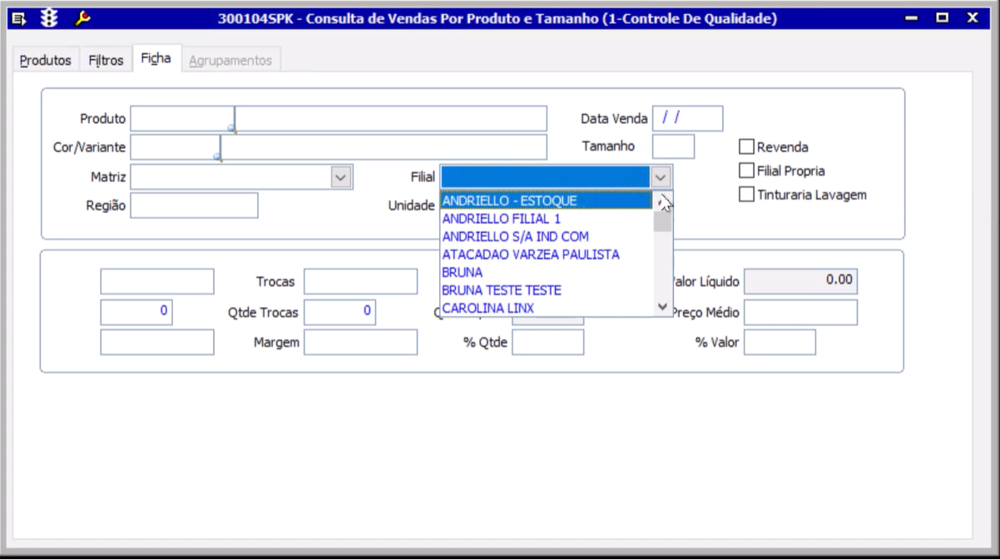 300104SPK - Consulta de Vendas Por Produto e Tamanho (1-Controle De Qualidade)
Produtos Filtros Ficha Agrupamentos
Produto Data Venda / /
Cor/Variante Tamanho Revenda
Matriz Filial Filial Propria
Região Unidade Tinturaria Lavagem
ANDRIELLO - ESTOQUE
ANDRIELLO FILIAL 1
ANDRIELLO S/A IND COM
ATACADAO VARZEA PAULISTA
BRUNA
BRUNA TESTE TESTE
CAROLINA LINX
Trocas Valor Líquido 0.00
0 Qtde Trocas 0 Preço Médio
Margem % Qtde % Valor